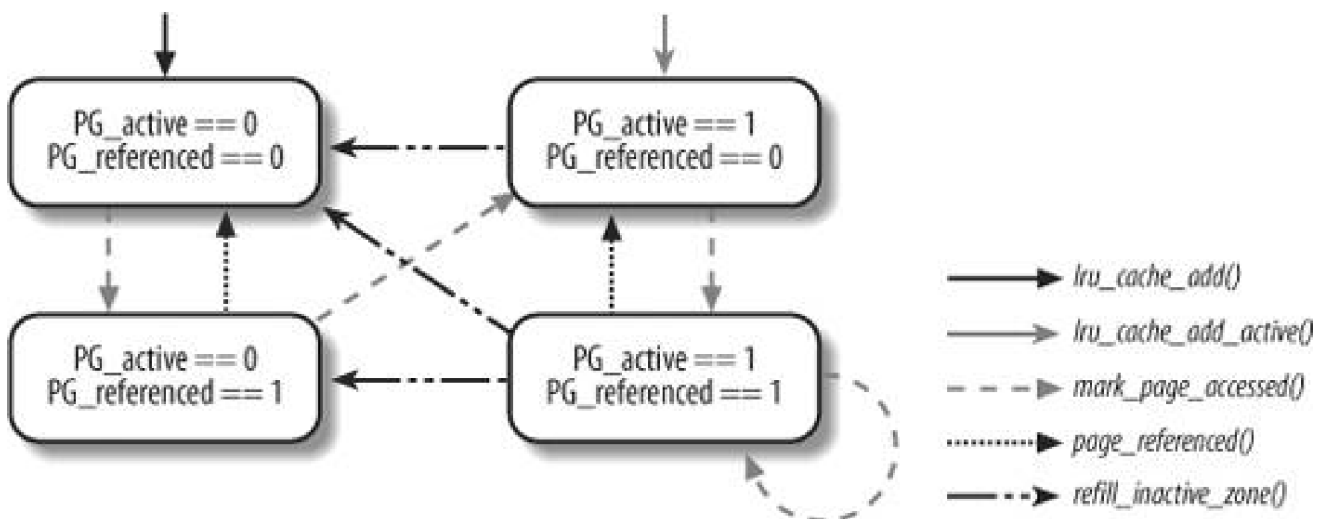 PG_active == 0
PG_referenced == 0
PG_active == 1
PG_referenced == 0
PG_active == 0
PG_referenced == 1
PG_active == 1
PG_referenced == 1
lru_cache_add()
lru_cache_add_active()
mark_page_accessed()
page_referenced()
refill_inactive_zone()